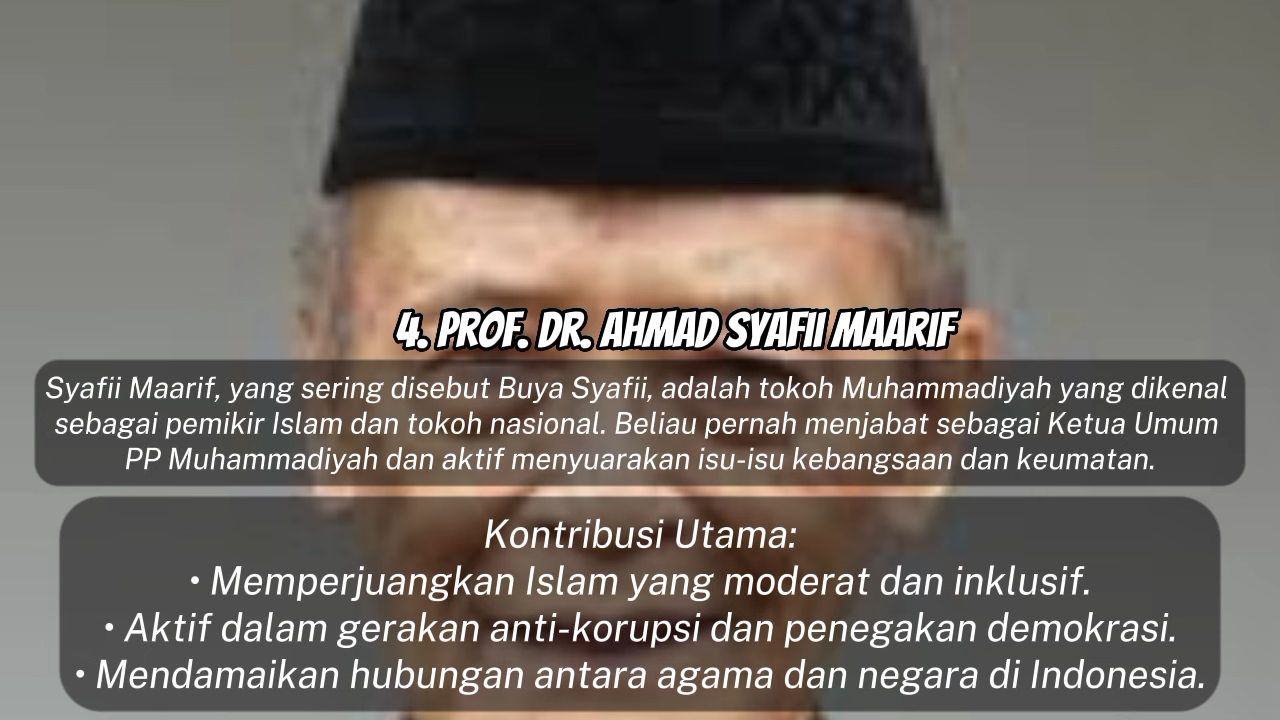 4. PROF. DR. AHMAD SYAFII MAARIF
Syafii Maarif, yang sering disebut Buya Syafii, adalah tokoh Muhammadiyah yang dikenal
sebagai pemikir Islam dan tokoh nasional. Beliau pernah menjabat sebagai Ketua Umum
PP Muhammadiyah dan aktif menyuarakan isu-isu kebangsaan dan keumatan.
Kontribusi Utama:
• Memperjuangkan Islam yang moderat dan inklusif.
• Aktif dalam gerakan anti-korupsi dan penegakan demokrasi.
• Mendamaikan hubungan antara agama dan negara di Indonesia.